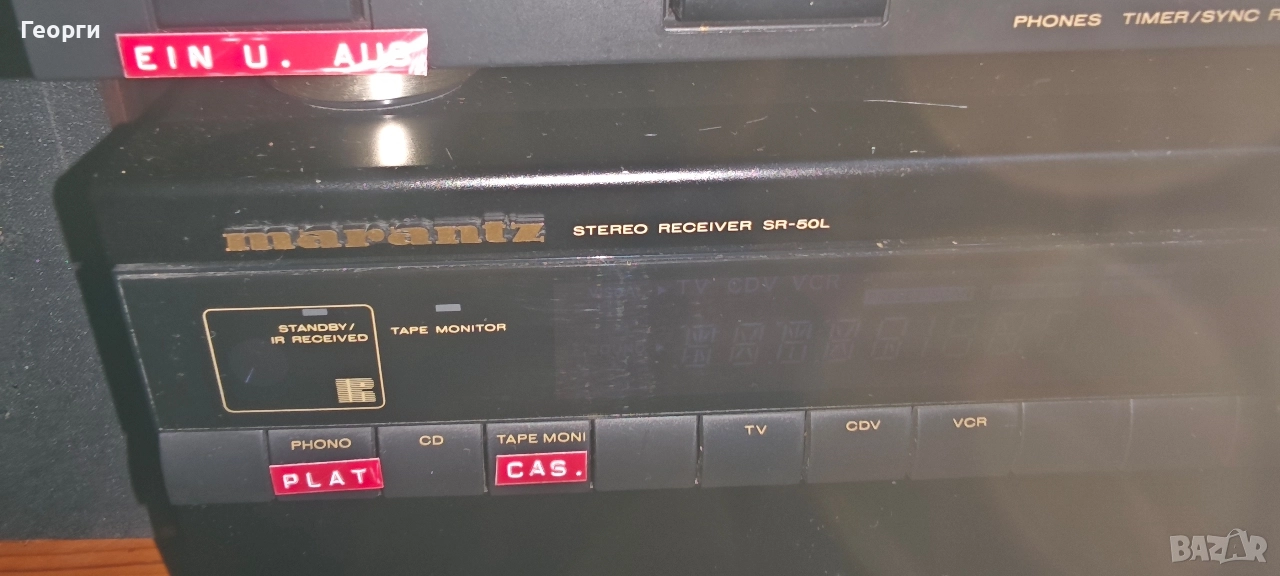 Георги
PHONES TIMER/SYNC
EIN U. AUS
marantz STEREO RECEIVER SR-50L
TV CDV VCR
STANDBY/
IR RECEIVED
TAPE MONITOR
PHONO CD TAPE MONI TV CDV VCR
PLAT CAS.
BAZAR